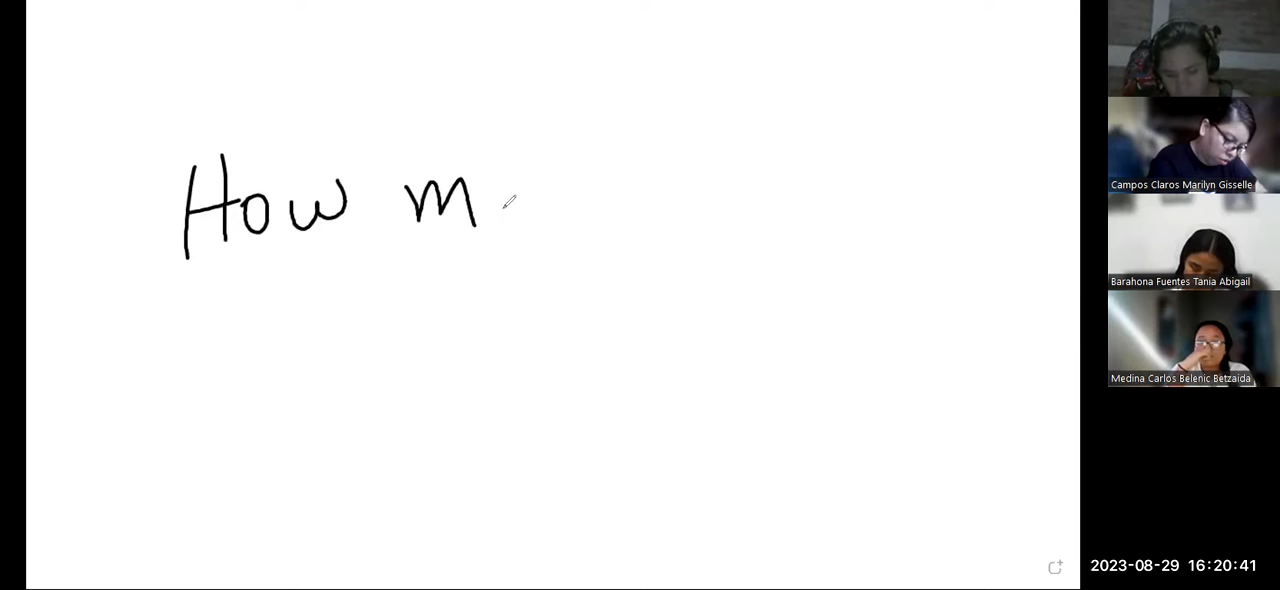 How m
Campos Claros Marilyn Gisselle
Barahona Fuentes Tania Abigail
Medina Carlos Belenic Betzaida
2023-08-29 16:20:41